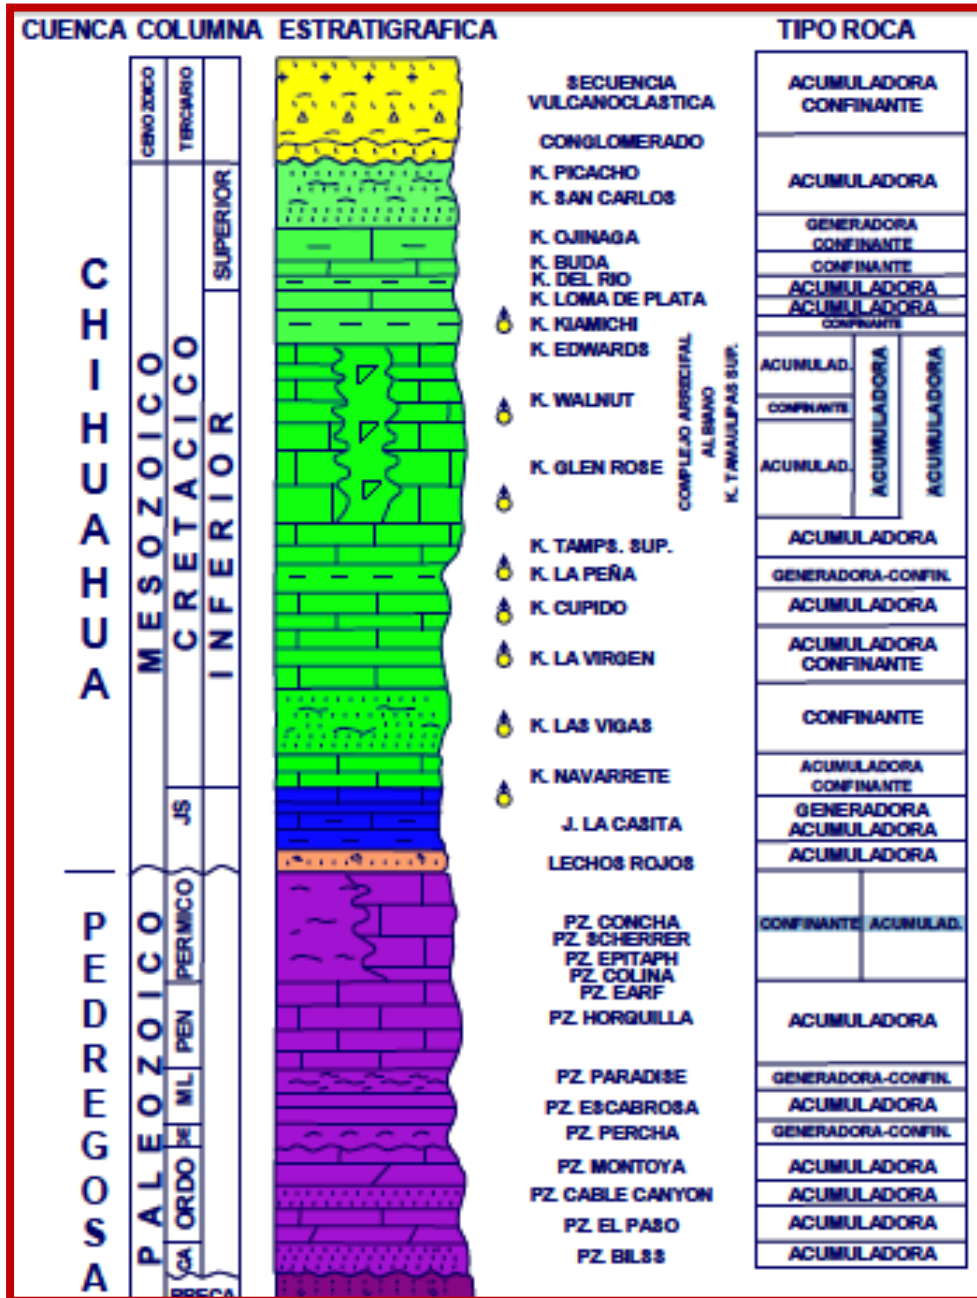 CUENCA COLUMNA ESTRATIGRAFICA TIPO ROCA
CHIHUAHUA
PEDREGOSA
CENOZOICO
MESOZOICO
PALEOZOICO
TERCIARIO
CRETACICO
JS
PERMICO
PEN
MIL
DE
ORDO
CA
SUPERIOR
INFERIOR
SECUENCIA
VULCANOCLASTICA
CONGLOMERADO
K. PICACHO
K. SAN CARLOS
K. OJINAGA
K. BUDA
K. DEL RIO
K. LOMA DE PLATA
K. KIAMICHI
K. EDWARDS
K. WALNUT
K. GLEN ROSE
COMPLEJO ARRECIFAL
ALBIANO
K. TAMAULIPAS SUP.
K. TAMPS. SUP.
K. LA PEÑA
K. CUPIDO
K. LA VIRGEN
K. LAS VIGAS
K. NAVARRETE
J. LA CASITA
LECHOS ROJOS
PZ. CONCHA
PZ. SCHERRER
PZ. EPITAPH
PZ. COLINA
PZ. EARF
PZ. HORQUILLA
PZ. PARADISE
PZ. ESCABROSA
PZ. PERCHA
PZ. MONTOYA
PZ. CABLE CANYON
PZ. EL PASO
PZ. BILSS
ACUMULADORA
CONFINANTE
ACUMULADORA
GENERADORA
CONFINANTE
CONFINANTE
ACUMULADORA
ACUMULADORA
CONFINANTE
ACUMULAD.
CONFINANTE
ACUMULAD.
ACUMULADORA
ACUMULADORA
ACUMULADORA
GENERADORA-CONFIN.
ACUMULADORA
ACUMULADORA
CONFINANTE
CONFINANTE
ACUMULADORA
CONFINANTE
GENERADORA
ACUMULADORA
ACUMULADORA
CONFINANTE ACUMULAD.
ACUMULADORA
GENERADORA-CONFIN.
ACUMULADORA
GENERADORA-CONFIN.
ACUMULADORA
ACUMULADORA
ACUMULADORA
ACUMULADORA